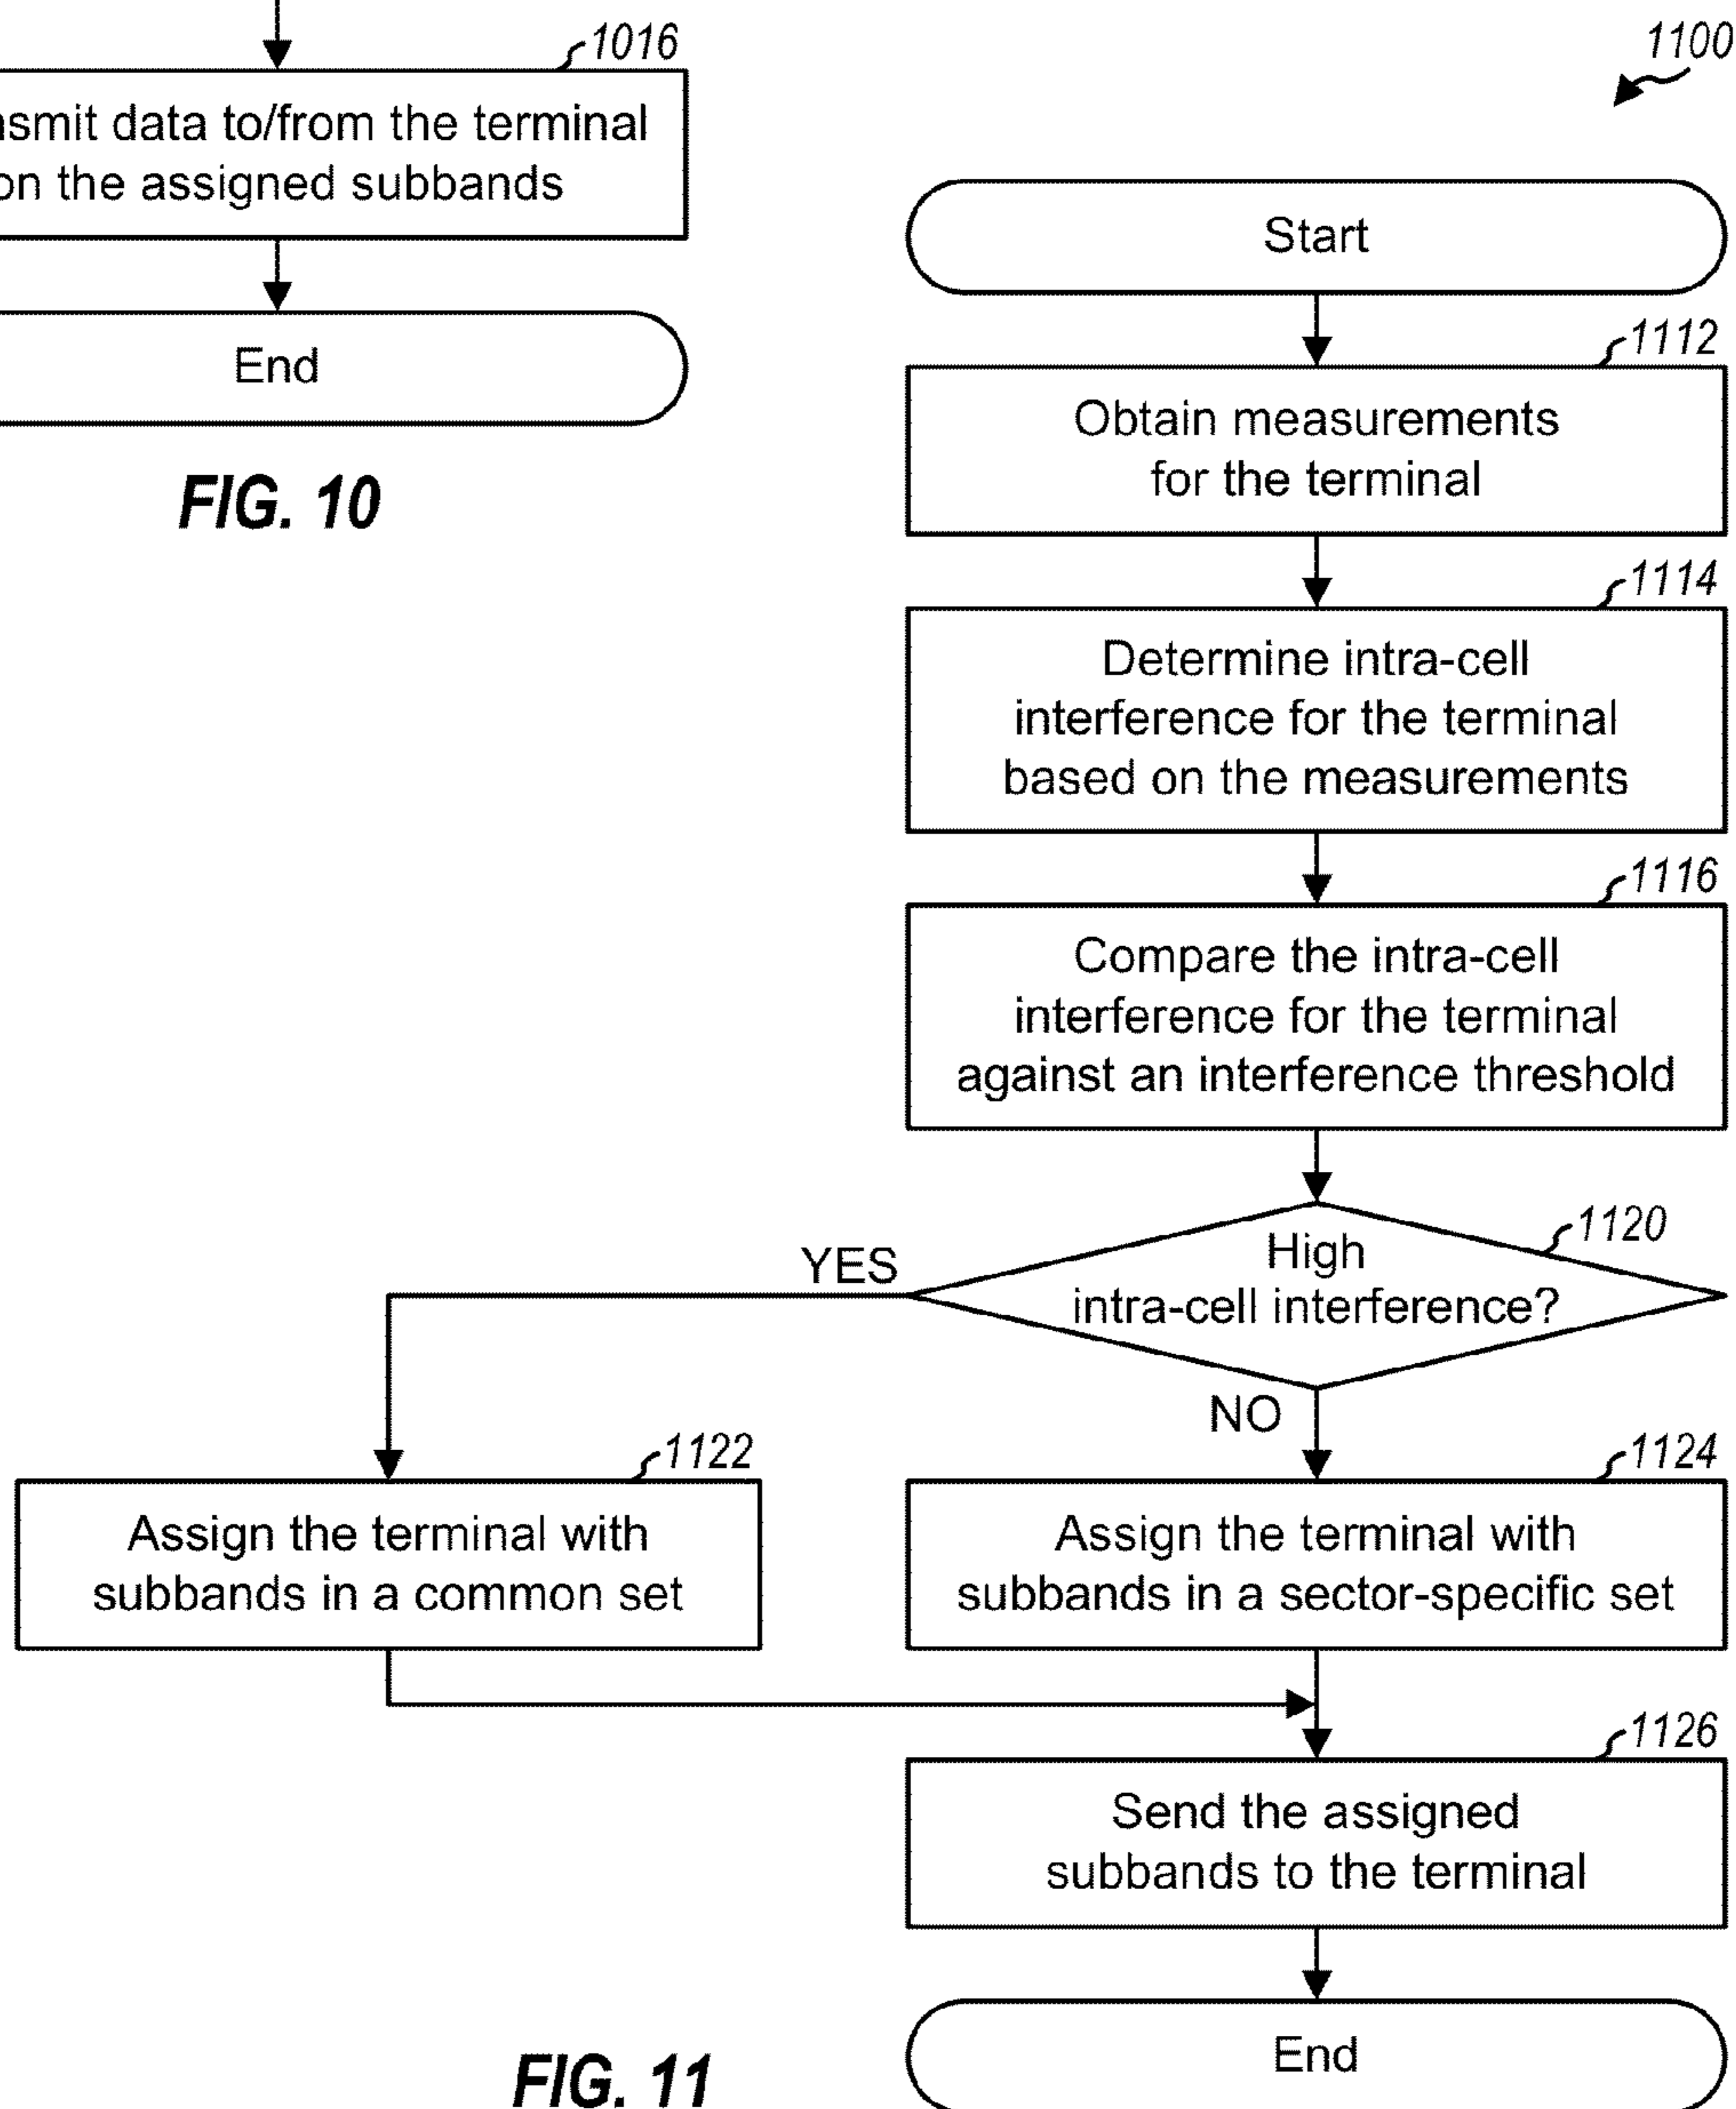 1016
data to/from the terminal
on the assigned subbands
End
FIG. 10
1100
Start
1112
Obtain measurements
for the terminal
1114
Determine intra-cell
interference for the terminal
based on the measurements
1116
Compare the intra-cell
interference for the terminal
against an interference threshold
1120
High
intra-cell interference?
YES
NO
1122
Assign the terminal with
subbands in a common set
1124
Assign the terminal with
subbands in a sector-specific set
1126
Send the assigned
subbands to the terminal
End
FIG. 11